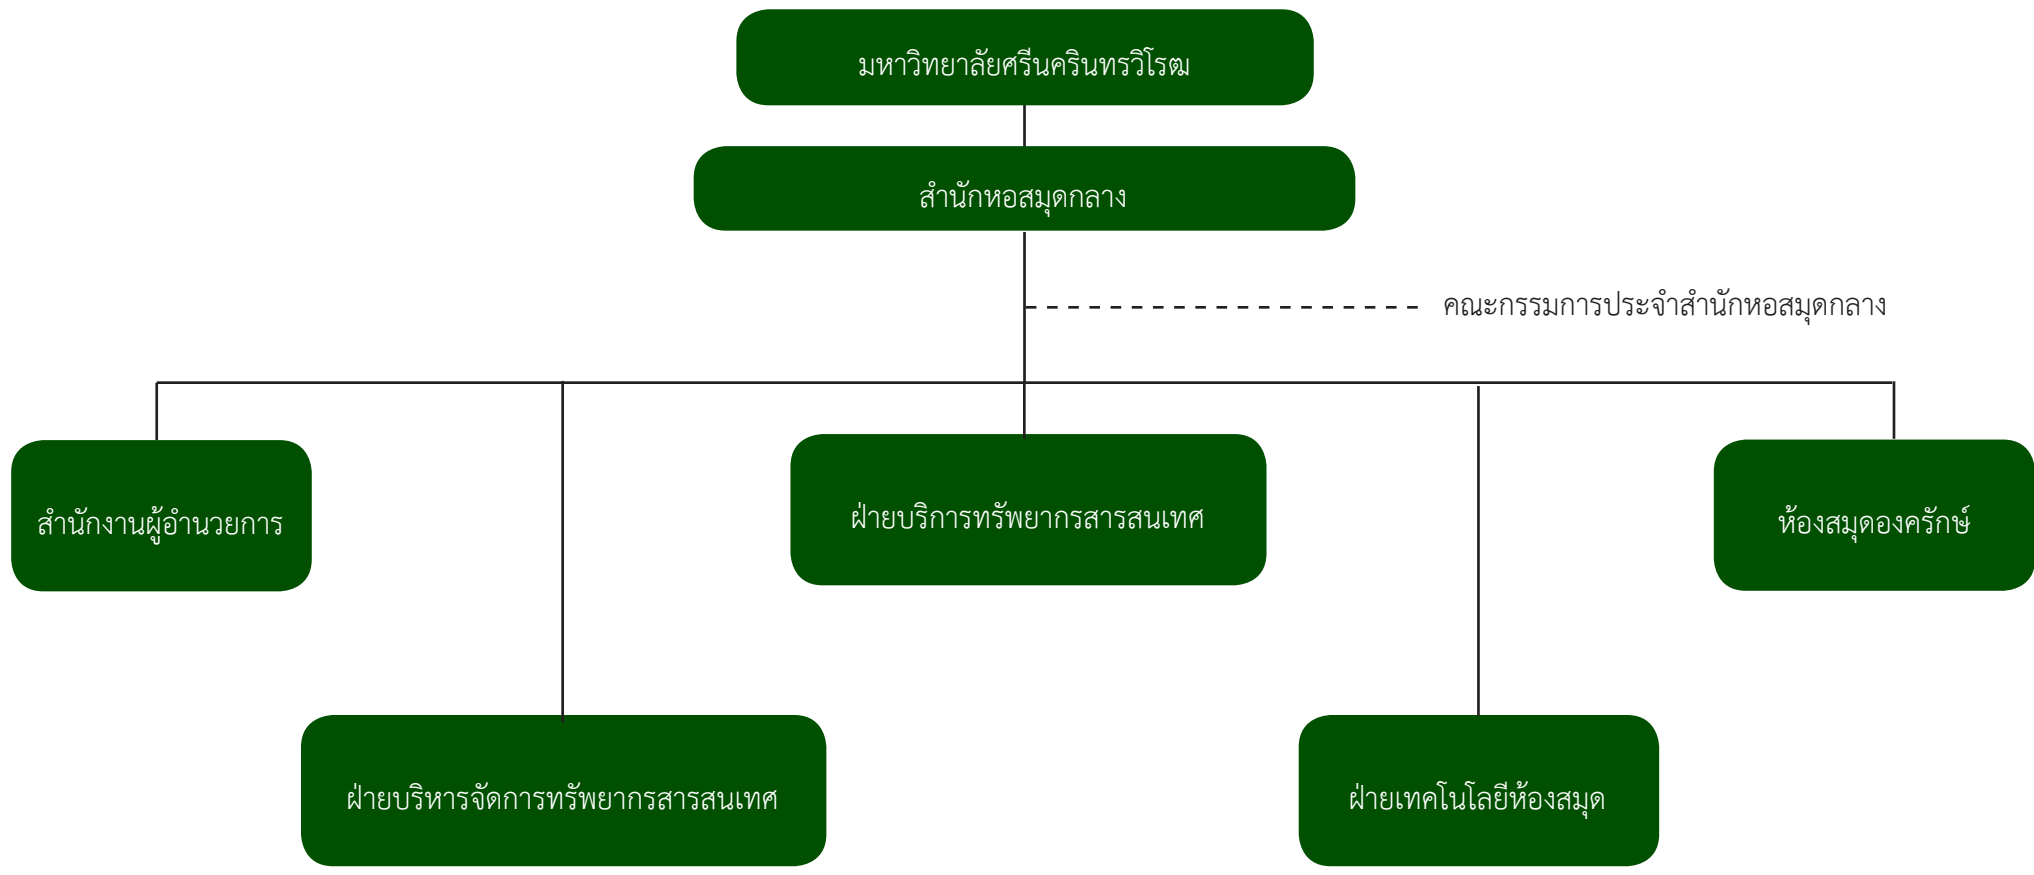 มหาวิทยาลัยศรีนครินทรวิโรฒ
สำนักหอสมุดกลาง
คณะกรรมการประจำสำนักหอสมุดกลาง
สำนักงานผู้อำนวยการ
ฝ่ายบริการทรัพยากรสารสนเทศ
ห้องสมุดองครักษ์
ฝ่ายบริหารจัดการทรัพยากรสารสนเทศ
ฝ่ายเทคโนโลยีห้องสมุด